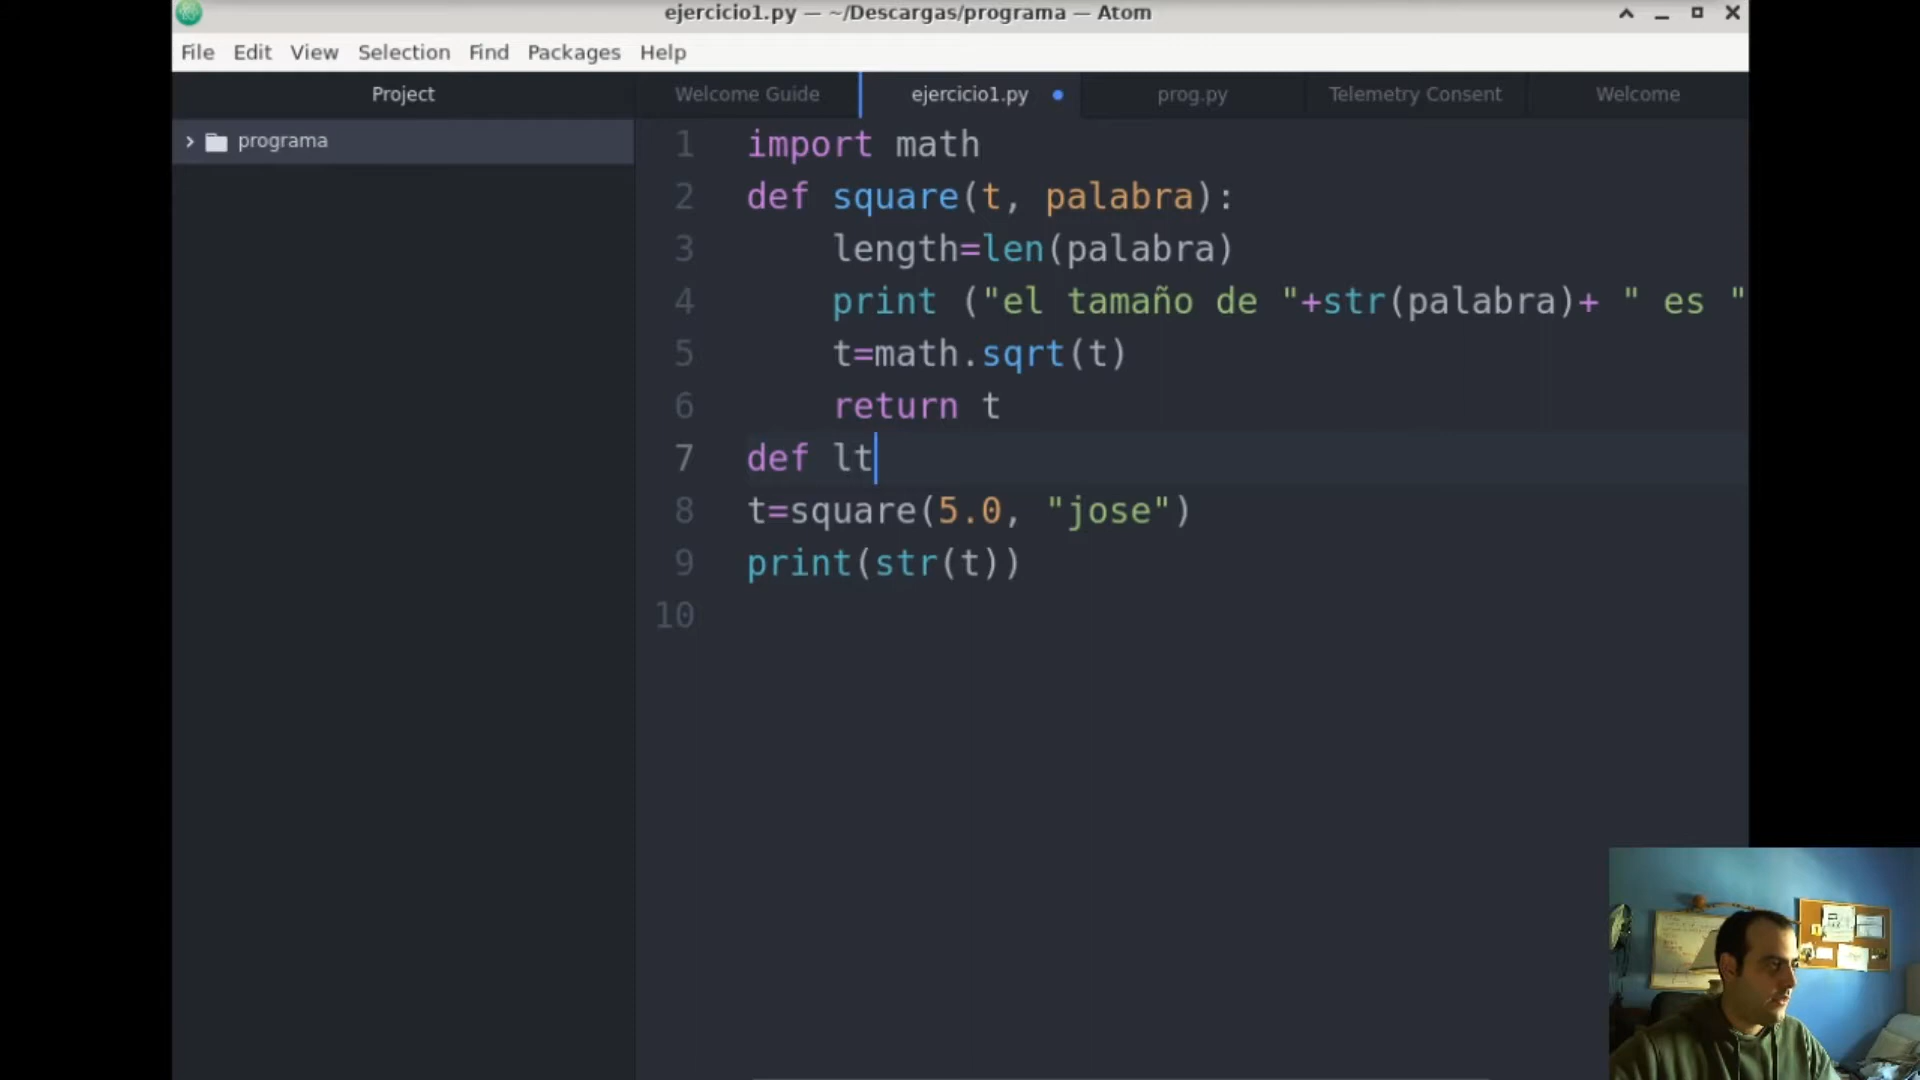 ejercicio1.py — ~/Descargas/programa — Atom
File Edit View Selection Find Packages Help
Project
programa
Welcome Guide ejercicio1.py prog.py Telemetry Consent Welcome
1 import math
2 def square(t, palabra):
3 length=len(palabra)
4 print ("el tamaño de "+str(palabra)+ " es "
5 t=math.sqrt(t)
6 return t
7 def lt
8 t=square(5.0, "jose")
9 print(str(t))
10